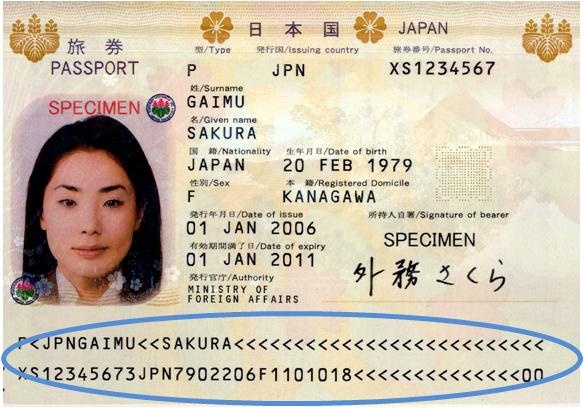 日本国 JAPAN
旅券
PASSPORT
型/Type 発行国/Issuing country 旅券番号/Passport No.
P JPN XS1234567
姓/Surname
GAIMU
名/Given name
SAKURA
国 籍/Nationality 生年月日/Date of birth
JAPAN 20 FEB 1979
性別/Sex 本 籍/Registered Domicile
F KANAGAWA
発行年月日/Date of issue 所持人自署/Signature of bearer
01 JAN 2006
有効期間満了日/Date of expiry
01 JAN 2011
発行官庁/Authority
MINISTRY OF
FOREIGN AFFAIRS
SPECIMEN
SPECIMEN
外務さくら
P<JPNGAIMU<<SAKURA<<<<<<<<<<<<<<<<<<<<<<<<<<
XS12345673JPN7902206F1101018<<<<<<<<<<<<<<00